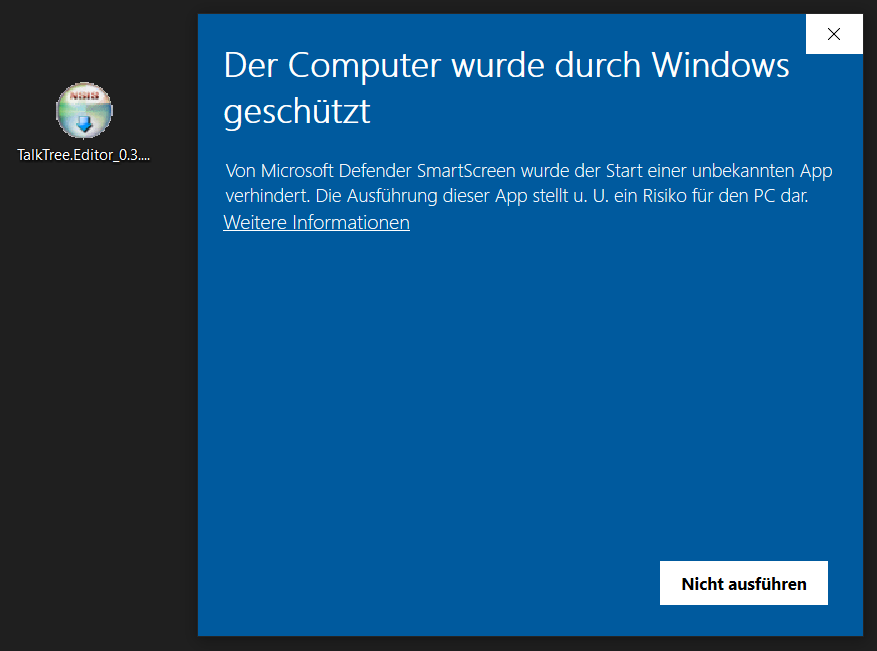 Der Computer wurde durch Windows
geschützt
NSIS
TalkTree.Editor_0.3....
Von Microsoft Defender SmartScreen wurde der Start einer unbekannten App
verhindert. Die Ausführung dieser App stellt u. U. ein Risiko für den PC dar.
Weitere Informationen
Nicht ausführen